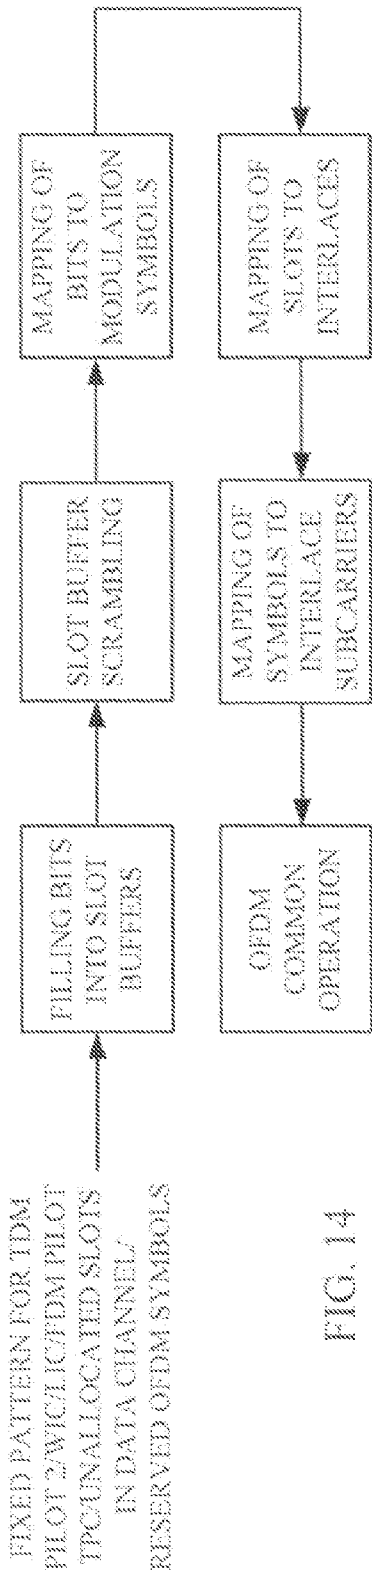 FIXED PATTERN FOR TDM
PILOT 2/WIC/LIC/FDM PILOT
TPC/UNALLOCATED SLOTS
IN DATA CHANNEL/
RESERVED OFDM SYMBOLS
FILLING BITS
INTO SLOT
BUFFERS
SLOT BUFFER
SCRAMBLING
MAPPING OF
BITS TO
MODULATION
SYMBOLS
MAPPING OF
SLOTS TO
INTERLACES
MAPPING OF
SYMBOLS TO
INTERLACE
SUBCARRIERS
OFDM
COMMON
OPERATION
FIG. 14